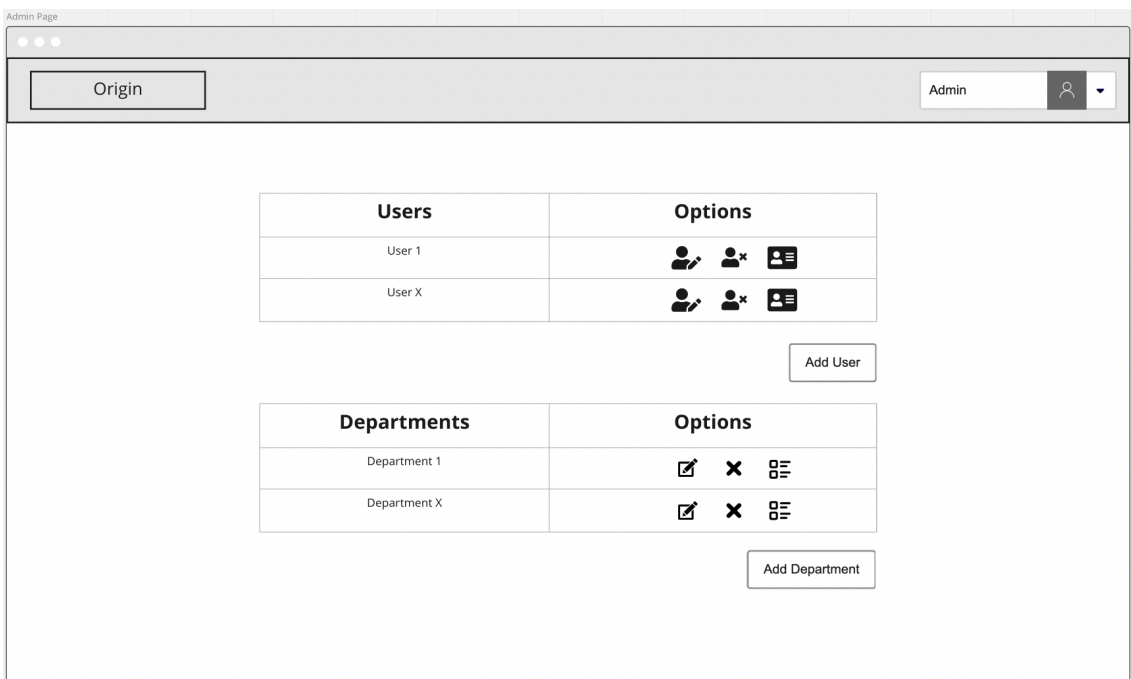 Admin Page
Origin
Admin
Users Options
User 1
User X
Add User
Departments Options
Department 1
Department X
Add Department